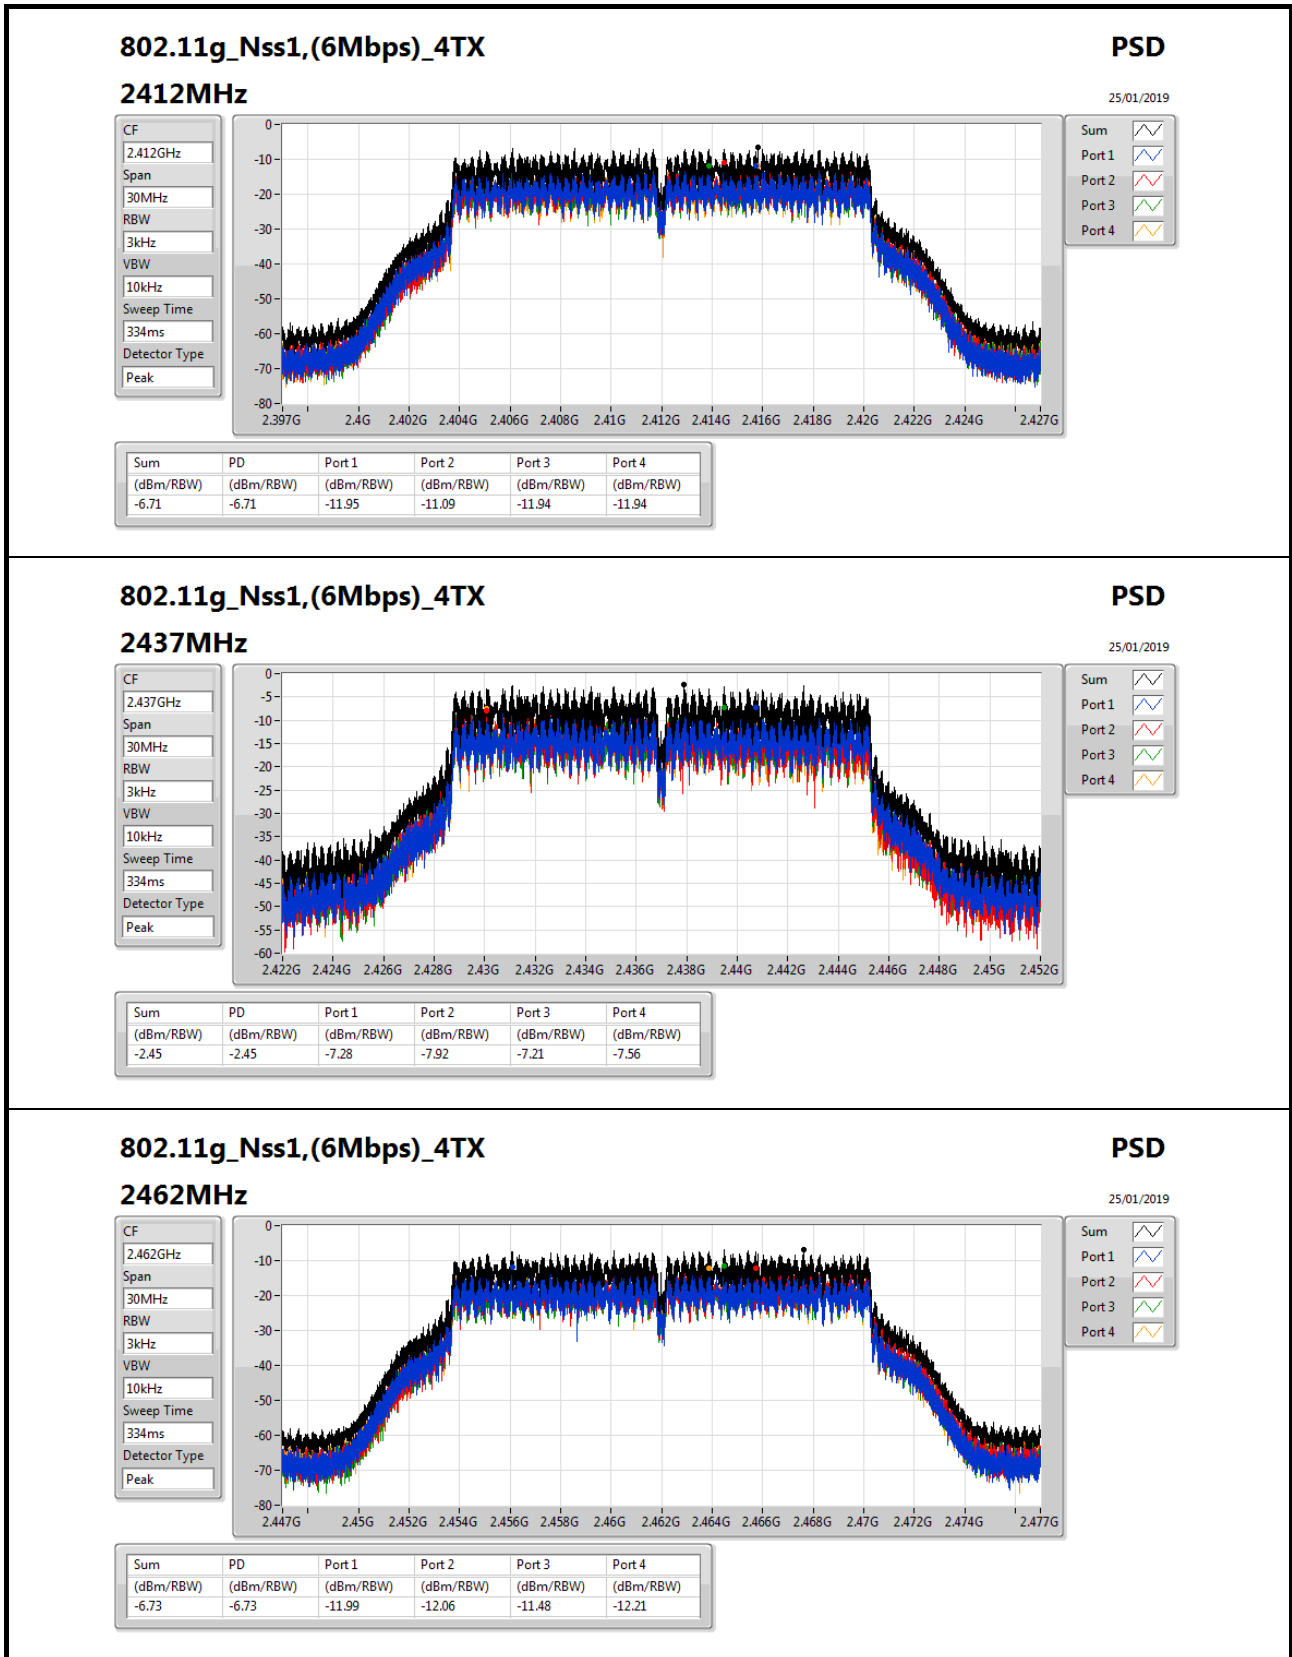 802.11g_Nss1,(6Mbps)_4TX PSD
2412MHz 25/01/2019
CF
2.412GHz
Span
30MHz
RBW
3kHz
VBW
10kHz
Sweep Time
334ms
Detector Type
Peak
0
-10
-20
-30
-40
-50
-60
-70
-80
2.397G 2.4G 2.402G 2.404G 2.406G 2.408G 2.41G 2.412G 2.414G 2.416G 2.418G 2.42G 2.422G 2.424G 2.427G
Sum
Port 1
Port 2
Port 3
Port 4
Sum PD Port 1 Port 2 Port 3 Port 4
(dBm/RBW) (dBm/RBW) (dBm/RBW) (dBm/RBW) (dBm/RBW) (dBm/RBW)
-6.71 -6.71 -11.95 -11.09 -11.94 -11.94
802.11g_Nss1,(6Mbps)_4TX PSD
2437MHz 25/01/2019
CF
2.437GHz
Span
30MHz
RBW
3kHz
VBW
10kHz
Sweep Time
334ms
Detector Type
Peak
0
-5
-10
-15
-20
-25
-30
-35
-40
-45
-50
-55
-60
2.422G 2.424G 2.426G 2.428G 2.43G 2.432G 2.434G 2.436G 2.438G 2.44G 2.442G 2.444G 2.446G 2.448G 2.45G 2.452G
Sum
Port 1
Port 2
Port 3
Port 4
Sum PD Port 1 Port 2 Port 3 Port 4
(dBm/RBW) (dBm/RBW) (dBm/RBW) (dBm/RBW) (dBm/RBW) (dBm/RBW)
-2.45 -2.45 -7.28 -7.92 -7.21 -7.56
802.11g_Nss1,(6Mbps)_4TX PSD
2462MHz 25/01/2019
CF
2.462GHz
Span
30MHz
RBW
3kHz
VBW
10kHz
Sweep Time
334ms
Detector Type
Peak
0
-10
-20
-30
-40
-50
-60
-70
-80
2.447G 2.45G 2.452G 2.454G 2.456G 2.458G 2.46G 2.462G 2.464G 2.466G 2.468G 2.47G 2.472G 2.474G 2.477G
Sum
Port 1
Port 2
Port 3
Port 4
Sum PD Port 1 Port 2 Port 3 Port 4
(dBm/RBW) (dBm/RBW) (dBm/RBW) (dBm/RBW) (dBm/RBW) (dBm/RBW)
-6.73 -6.73 -11.99 -12.06 -11.48 -12.21